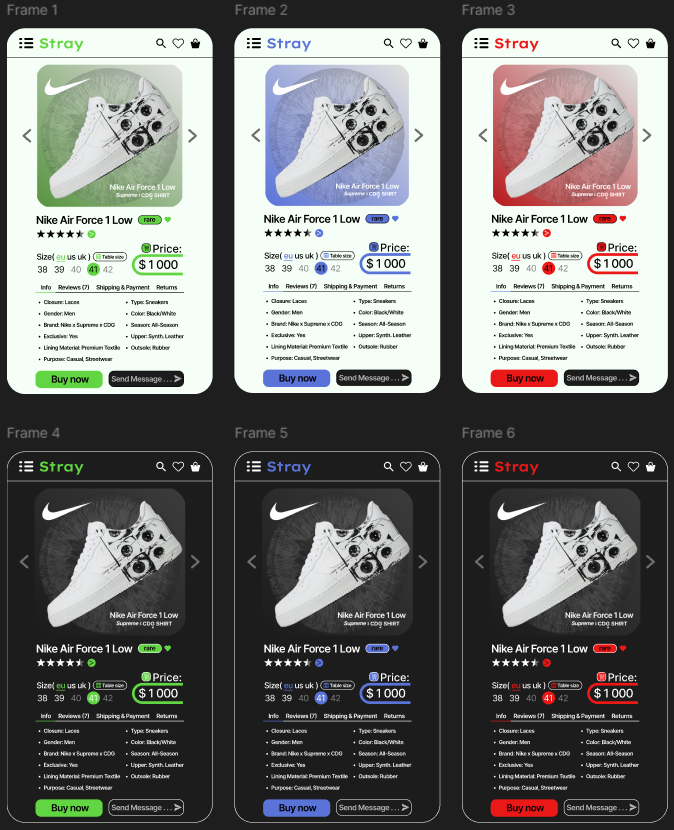 Frame 1
Stray
Nike Air Force 1 Low
Supreme x CDG SHIRT
Nike Air Force 1 Low rare
Size( eu us uk ) Table size
38 39 40 41 42
Price:
$ 1 000
Info Reviews (7) Shipping & Payment Returns
Closure: Laces
Gender: Men
Brand: Nike x Supreme x CDG
Exclusive: Yes
Lining Material: Premium Textile
Purpose: Casual, Streetwear
Type: Sneakers
Color: Black/White
Season: All-Season
Upper: Synth. Leather
Outsole: Rubber
Buy now Send Message . . .
Frame 2
Stray
Nike Air Force 1 Low
Supreme x CDG SHIRT
Nike Air Force 1 Low rare
Size( eu us uk ) Table size
38 39 40 41 42
Price:
$ 1 000
Info Reviews (7) Shipping & Payment Returns
Closure: Laces
Gender: Men
Brand: Nike x Supreme x CDG
Exclusive: Yes
Lining Material: Premium Textile
Purpose: Casual, Streetwear
Type: Sneakers
Color: Black/White
Season: All-Season
Upper: Synth. Leather
Outsole: Rubber
Buy now Send Message . . .
Frame 3
Stray
Nike Air Force 1 Low
Supreme x CDG SHIRT
Nike Air Force 1 Low rare
Size( eu us uk ) Table size
38 39 40 41 42
Price:
$ 1 000
Info Reviews (7) Shipping & Payment Returns
Closure: Laces
Gender: Men
Brand: Nike x Supreme x CDG
Exclusive: Yes
Lining Material: Premium Textile
Purpose: Casual, Streetwear
Type: Sneakers
Color: Black/White
Season: All-Season
Upper: Synth. Leather
Outsole: Rubber
Buy now Send Message . . .
Frame 4
Stray
Nike Air Force 1 Low
Supreme x CDG SHIRT
Nike Air Force 1 Low rare
Size( eu us uk ) Table size
38 39 40 41 42
Price:
$ 1 000
Info Reviews (7) Shipping & Payment Returns
Closure: Laces
Gender: Men
Brand: Nike x Supreme x CDG
Exclusive: Yes
Lining Material: Premium Textile
Purpose: Casual, Streetwear
Type: Sneakers
Color: Black/White
Season: All-Season
Upper: Synth. Leather
Outsole: Rubber
Buy now Send Message . . .
Frame 5
Stray
Nike Air Force 1 Low
Supreme x CDG SHIRT
Nike Air Force 1 Low rare
Size( eu us uk ) Table size
38 39 40 41 42
Price:
$ 1 000
Info Reviews (7) Shipping & Payment Returns
Closure: Laces
Gender: Men
Brand: Nike x Supreme x CDG
Exclusive: Yes
Lining Material: Premium Textile
Purpose: Casual, Streetwear
Type: Sneakers
Color: Black/White
Season: All-Season
Upper: Synth. Leather
Outsole: Rubber
Buy now Send Message . . .
Frame 6
Stray
Nike Air Force 1 Low
Supreme x CDG SHIRT
Nike Air Force 1 Low rare
Size( eu us uk ) Table size
38 39 40 41 42
Price:
$ 1 000
Info Reviews (7) Shipping & Payment Returns
Closure: Laces
Gender: Men
Brand: Nike x Supreme x CDG
Exclusive: Yes
Lining Material: Premium Textile
Purpose: Casual, Streetwear
Type: Sneakers
Color: Black/White
Season: All-Season
Upper: Synth. Leather
Outsole: Rubber
Buy now Send Message . . .